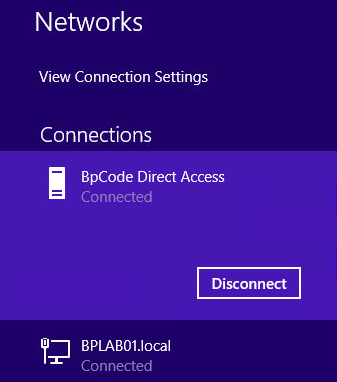 Networks
View Connection Settings
Connections
BpCode Direct Access
Connected
Disconnect
BPLAB01.local
Connected